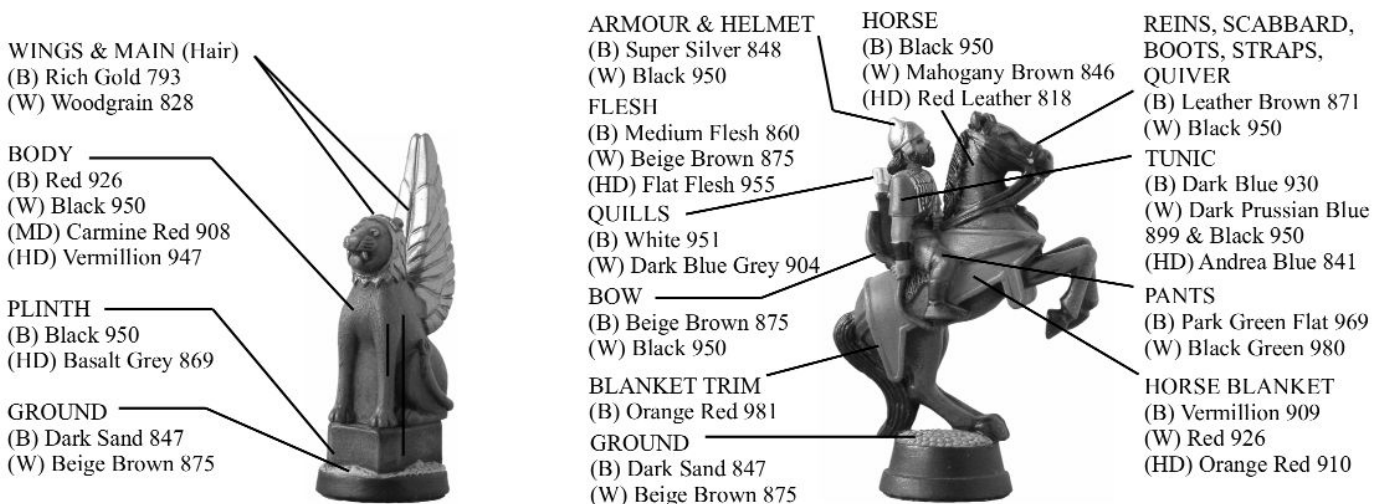 WINGS & MAIN (Hair)
(B) Rich Gold 793
(W) Woodgrain 828
BODY
(B) Red 926
(W) Black 950
(MD) Carmine Red 908
(HD) Vermillion 947
PLINTH
(B) Black 950
(HD) Basalt Grey 869
GROUND
(B) Dark Sand 847
(W) Beige Brown 875
ARMOUR & HELMET
(B) Super Silver 848
(W) Black 950
FLESH
(B) Medium Flesh 860
(W) Beige Brown 875
(HD) Flat Flesh 955
QUILLS
(B) White 951
(W) Dark Blue Grey 904
BOW
(B) Beige Brown 875
(W) Black 950
BLANKET TRIM
(B) Orange Red 981
GROUND
(B) Dark Sand 847
(W) Beige Brown 875
HORSE
(B) Black 950
(W) Mahogany Brown 846
(HD) Red Leather 818
REINS, SCABBARD,
BOOTS, STRAPS,
QUIVER
(B) Leather Brown 871
(W) Black 950
TUNIC
(B) Dark Blue 930
(W) Dark Prussian Blue
899 & Black 950
(HD) Andrea Blue 841
PANTS
(B) Park Green Flat 969
(W) Black Green 980
HORSE BLANKET
(B) Vermillion 909
(W) Red 926
(HD) Orange Red 910